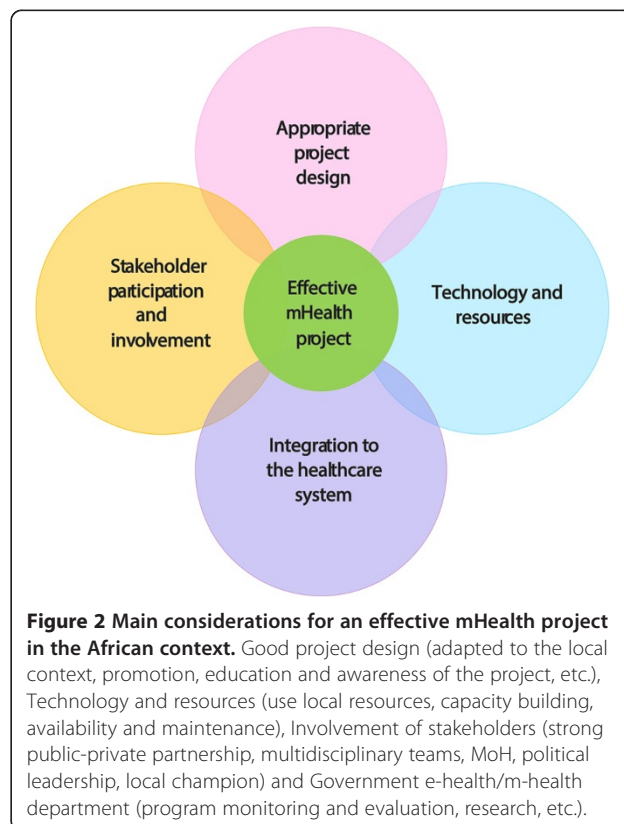 Appropriate
project
design
Stakeholder
participation
and
involvement
Effective
mHealth
project
Technology and
resources
Integration to
the healthcare
system
Figure 2 Main considerations for an effective mHealth project
in the African context. Good project design (adapted to the local
context, promotion, education and awareness of the project, etc.),
Technology and resources (use local resources, capacity building,
availability and maintenance), Involvement of stakeholders (strong
public-private partnership, multidisciplinary teams, MoH, political
leadership, local champion) and Government e-health/m-health
department (program monitoring and evaluation, research, etc.).